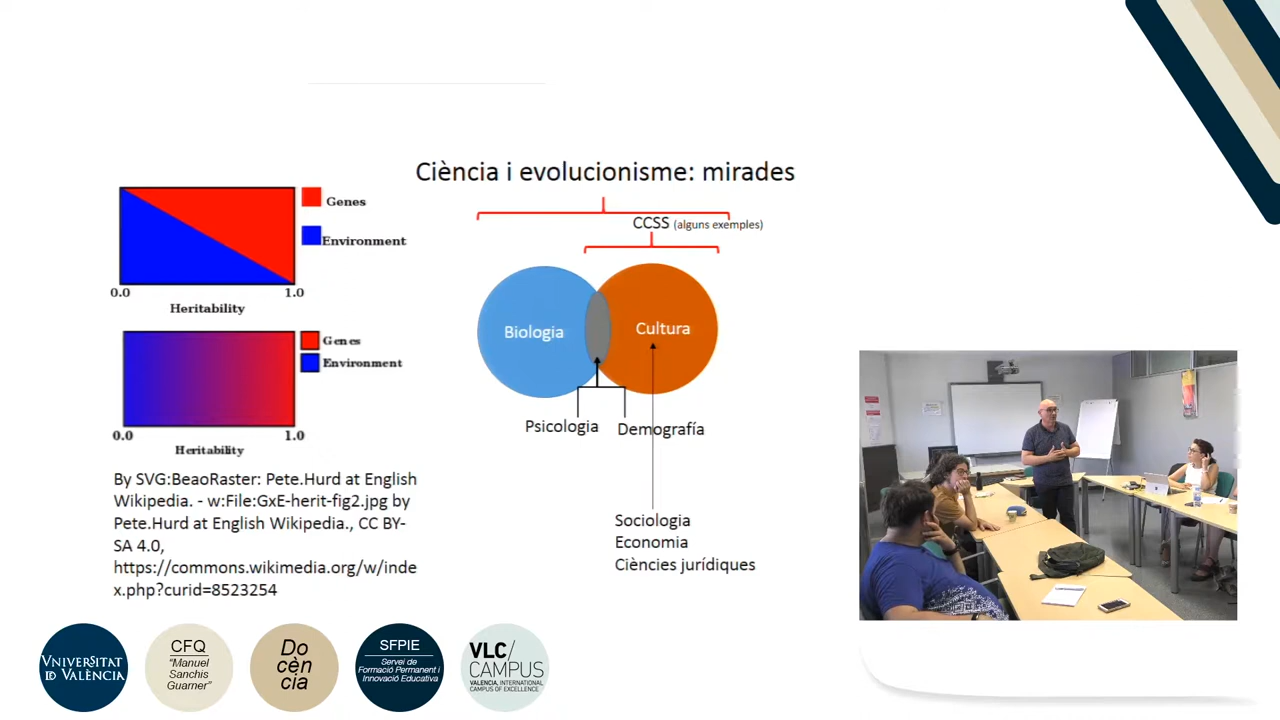 Ciència i evolucionisme: mirades
CCSS (alguns exemples)
Genes
Environment
0.0
1.0
Heritability
Genes
Environment
0.0
1.0
Heritability
Biologia
Cultura
Psicologia
Demografía
Sociologia
Economia
Ciències jurídiques
By SVG:BeaoRaster: Pete.Hurd at English
Wikipedia. - w:File:GxE-herit-fig2.jpg by
Pete.Hurd at English Wikipedia., CC BY-
SA 4.0,
https://commons.wikimedia.org/w/inde
x.php?curid=8523254
VNIVERSITAT
ID VALÈNCIA
CFQ
"Manuel
Sanchis
Guarner"
Do
cèn
cia
SFPIE
Servei de
Formació Permanent i
Innovació Educativa
VLC/
CAMPUS
VALENCIA, INTERNATIONAL
CAMPUS OF EXCELLENCE